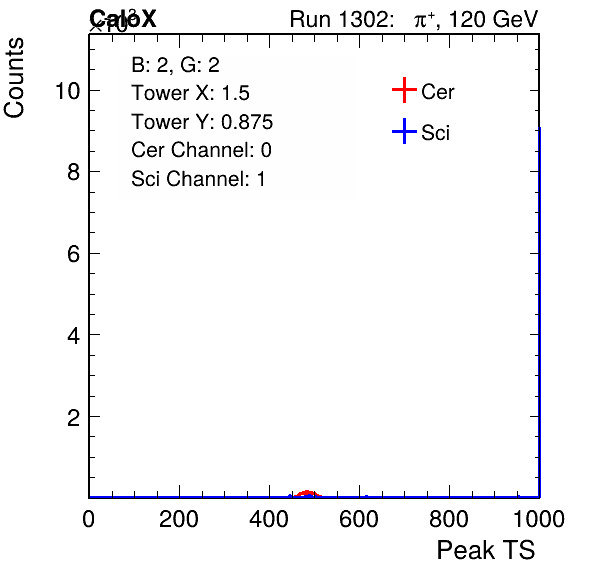 CaloX Run 1302: π⁺, 120 GeV
×10³
Counts
B: 2, G: 2
Tower X: 1.5
Tower Y: 0.875
Cer Channel: 0
Sci Channel: 1
Cer
Sci
10
8
6
4
2
0 200 400 600 800 1000
Peak TS